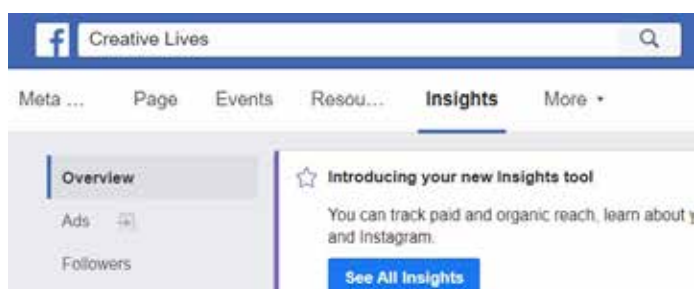 f Creative Lives
Meta ... Page Events Resou... Insights More
Overview
Ads
Followers
Introducing your new Insights tool
You can track paid and organic reach, learn about y
and Instagram.
See All Insights